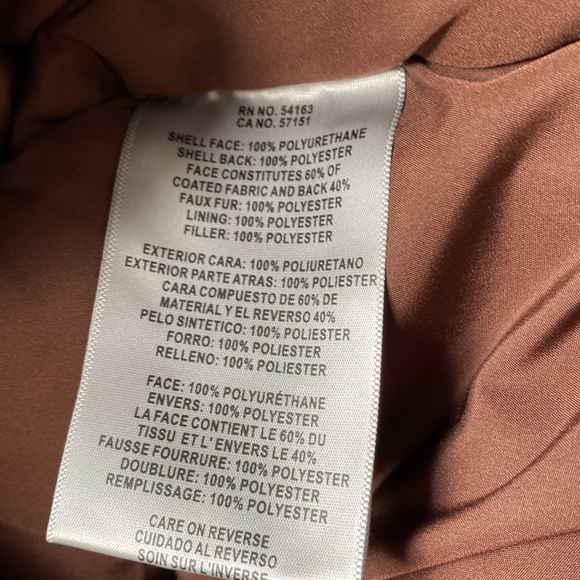 RN NO. 54163
CA NO. 57151
SHELL FACE: 100% POLYURETHANE
SHELL BACK: 100% POLYESTER
FACE CONSTITUTES 60% OF
COATED FABRIC AND BACK 40%
FAUX FUR: 100% POLYESTER
LINING: 100% POLYESTER
FILLER: 100% POLYESTER
EXTERIOR CARA: 100% POLIURETANO
EXTERIOR PARTE ATRAS: 100% POLIESTER
CARA COMPUESTO DE 60% DE
MATERIAL Y EL REVERSO 40%
PELO SINTETICO: 100% POLIESTER
FORRO: 100% POLIESTER
RELLENO: 100% POLIESTER
FACE: 100% POLYURÉTHANE
ENVERS: 100% POLYESTER
LA FACE CONTIENT LE 60% DU
TISSU ET L' ENVERS LE 40%
FAUSSE FOURRURE: 100% POLYESTER
DOUBLURE: 100% POLYESTER
REMPLISSAGE: 100% POLYESTER
CARE ON REVERSE
CUIDADO AL REVERSO
SOIN SUR L'INVERSE